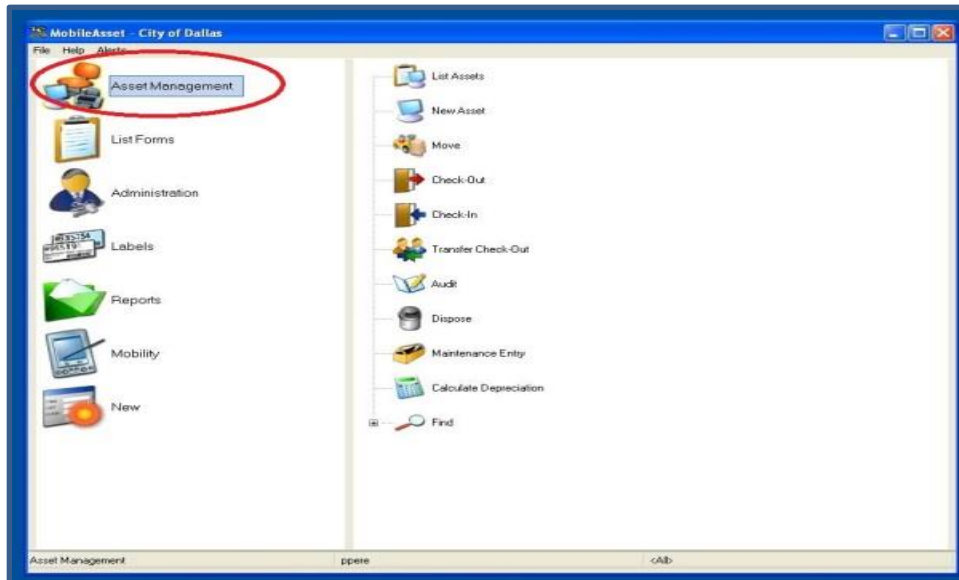 MobileAsset - City of Dallas
File Help Alerts
Asset Management
List Forms
Administration
Labels
Reports
Mobility
New
List Assets
New Asset
Move
Check-Out
Check-In
Transfer Check-Out
Audit
Dispose
Maintenance Entry
Calculate Depreciation
Find
Asset Management ppere <All>